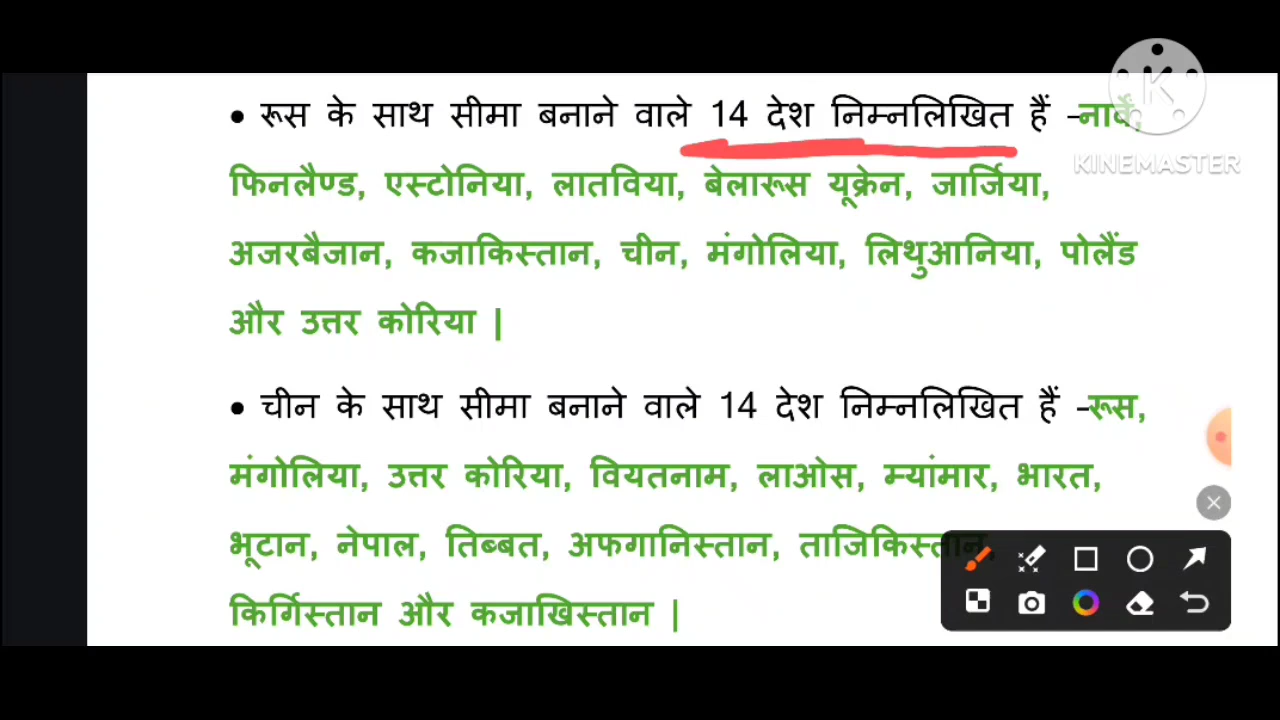 • रूस के साथ सीमा बनाने वाले 14 देश निम्नलिखित हैं -नार्वे,
KINEMASTER
फिनलैण्ड, एस्टोनिया, लातविया, बेलारूस यूक्रेन, जार्जिया,
अजरबैजान, कजाकिस्तान, चीन, मंगोलिया, लिथुआनिया, पोलैंड
और उत्तर कोरिया |
• चीन के साथ सीमा बनाने वाले 14 देश निम्नलिखित हैं -रूस,
मंगोलिया, उत्तर कोरिया, वियतनाम, लाओस, म्यांमार, भारत,
भूटान, नेपाल, तिब्बत, अफगानिस्तान, ताजिकिस्तान,
किर्गिस्तान और कजाखिस्तान |